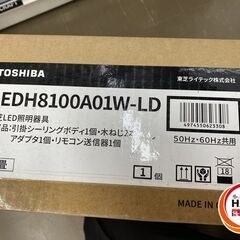 TOSHIBA
EDH8100A01W-LD
LED照明器具
引掛シーリングボディ1個・木ね
アダプタ1個・リモコン送信器1個
東芝ライテック株式会社
4974550623308
50Hz・60Hz共用
畳
1 個
18
MADE IN